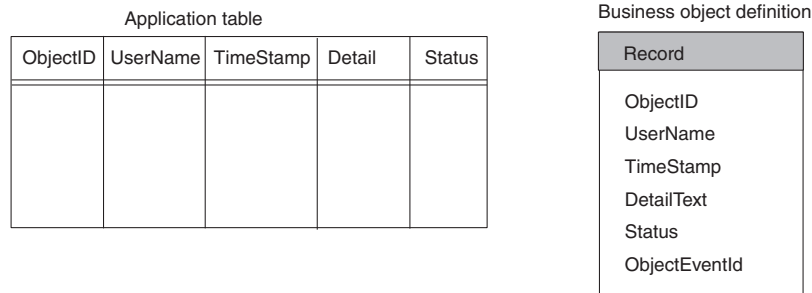 Application table
ObjectID UserName TimeStamp Detail Status
Business object definition
Record
ObjectID
UserName
TimeStamp
DetailText
Status
ObjectEventId